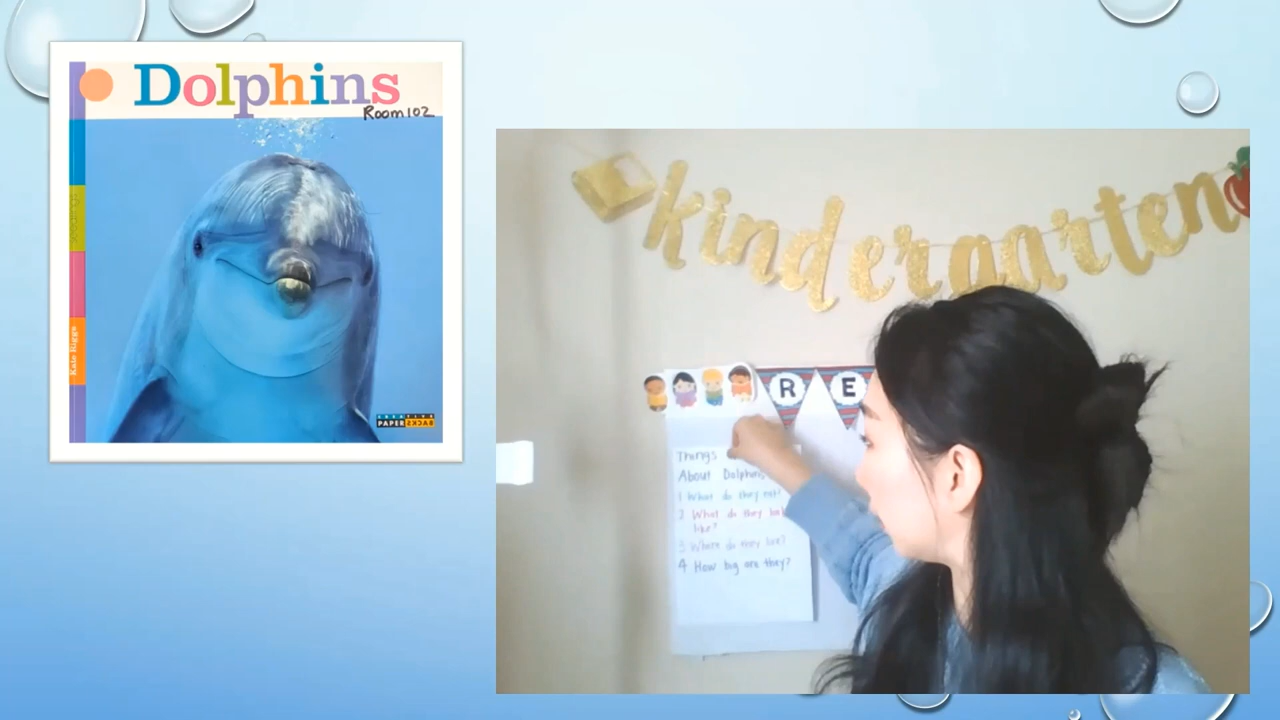 Dolphins
Room 102
Kate Riggs
PAPERBACKS
kindergarten
R E
Things
About Dolphins
1 What do they eat?
2 What do they look
like?
3 Where do they live?
4 How big are they?